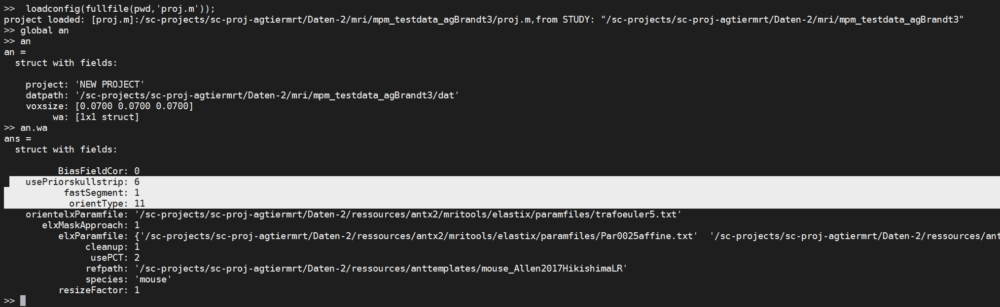 >>  loadconfig(fullfile(pwd,'proj.m'));
project loaded: [proj.m]:/sc-projects/sc-proj-agtiermrt/Daten-2/mri/mpm_testdata_agBrandt3/proj.m,from STUDY: "/sc-projects/sc-proj-agtiermrt/Daten-2/mri/mpm_testdata_agBrandt3"
>> global an
>> an
an =
  struct with fields:

    project: 'NEW PROJECT'
    datpath: '/sc-projects/sc-proj-agtiermrt/Daten-2/mri/mpm_testdata_agBrandt3/dat'
    voxsize: [0.0700 0.0700 0.0700]
         wa: [1x1 struct]
>> an.wa
ans =
  struct with fields:

          BiasFieldCor: 0
    usePriorskullstrip: 6
           fastSegment: 1
            orientType: 11
    orientelxParamfile: '/sc-projects/sc-proj-agtiermrt/Daten-2/ressources/antx2/mritools/elastix/paramfiles/trafoeuler5.txt'
       elxMaskApproach: 1
          elxParamfile: {'/sc-projects/sc-proj-agtiermrt/Daten-2/ressources/antx2/mritools/elastix/paramfiles/Par0025affine.txt'  '/sc-projects/sc-proj-agtiermrt/Daten-2/ressources/ant
               cleanup: 1
                usePCT: 2
               refpath: '/sc-projects/sc-proj-agtiermrt/Daten-2/ressources/anttemplates/mouse_Allen2017HikishimaLR'
               species: 'mouse'
          resizeFactor: 1
>>